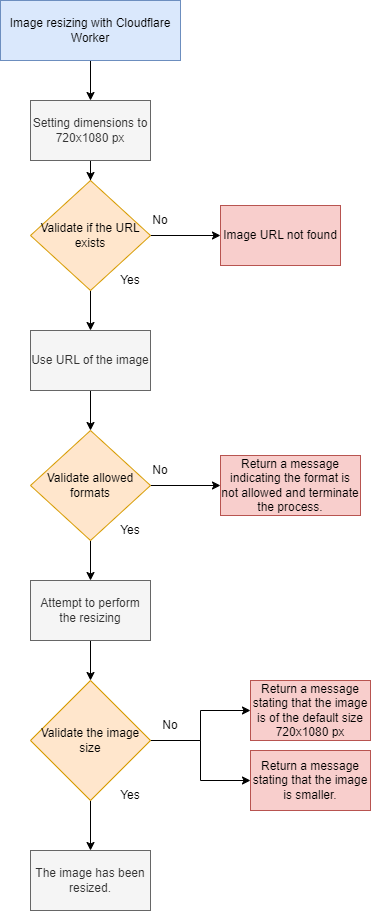 Image resizing with Cloudflare
Worker
Setting dimensions to
720x1080 px
Validate if the URL
exists
No
Image URL not found
Yes
Use URL of the image
Validate allowed
formats
No
Return a message
indicating the format is
not allowed and terminate
the process.
Yes
Attempt to perform
the resizing
Validate the image
size
No
Return a message
stating that the image
is of the default size
720x1080 px
Return a message
stating that the image
is smaller.
Yes
The image has been
resized.